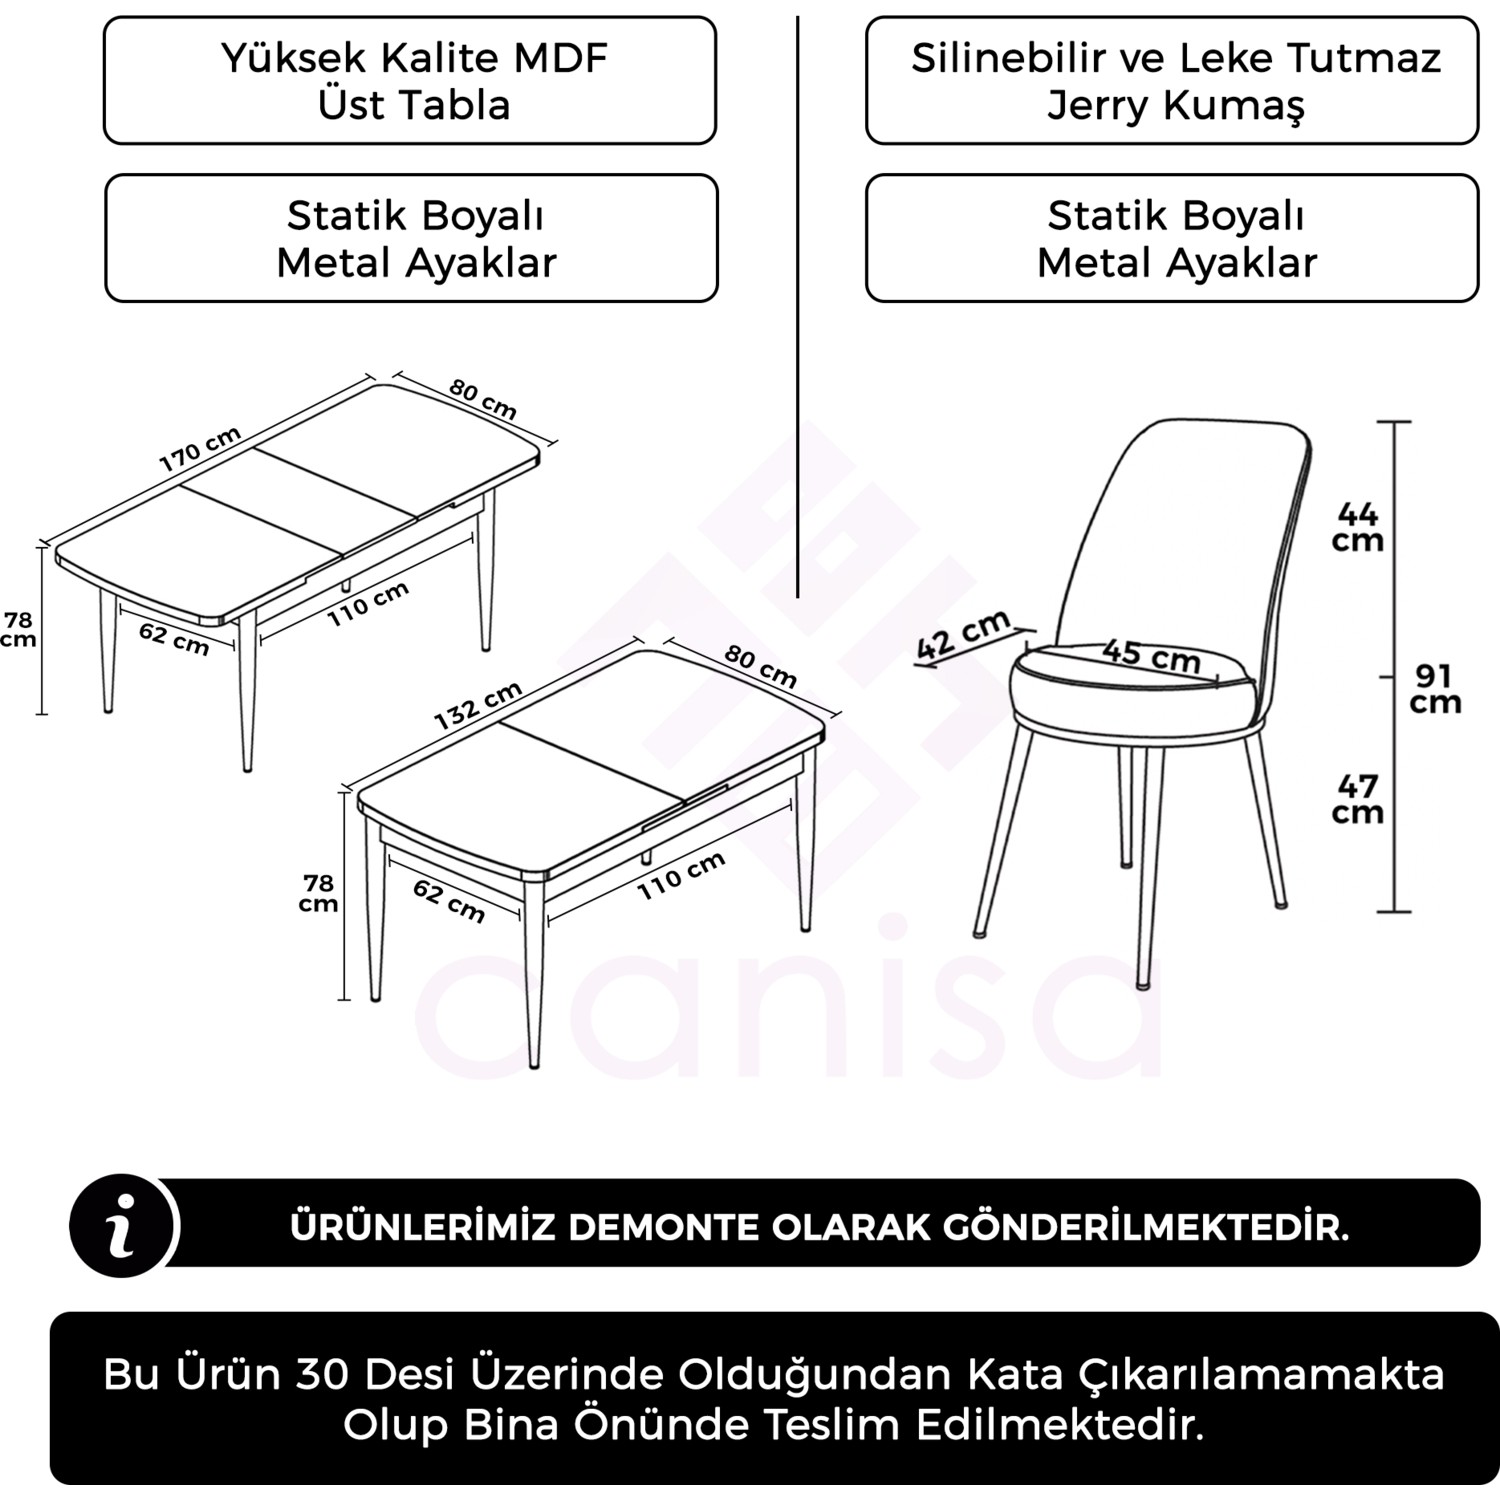 Yüksek Kalite MDF
Üst Tabla
Statik Boyalı
Metal Ayaklar
Silinebilir ve Leke Tutmaz
Jerry Kumaş
Statik Boyalı
Metal Ayaklar
170 cm
80 cm
78
cm
62 cm
110 cm
132 cm
80 cm
78
cm
62 cm
110 cm
44
cm
42 cm
45 cm
91
cm
47
cm
canisa
i
ÜRÜNLERİMİZ DEMONTE OLARAK GÖNDERİLMEKTEDİR.
Bu Ürün 30 Desi Üzerinde Olduğundan Kata Çıkarılamamakta
Olup Bina Önünde Teslim Edilmektedir.